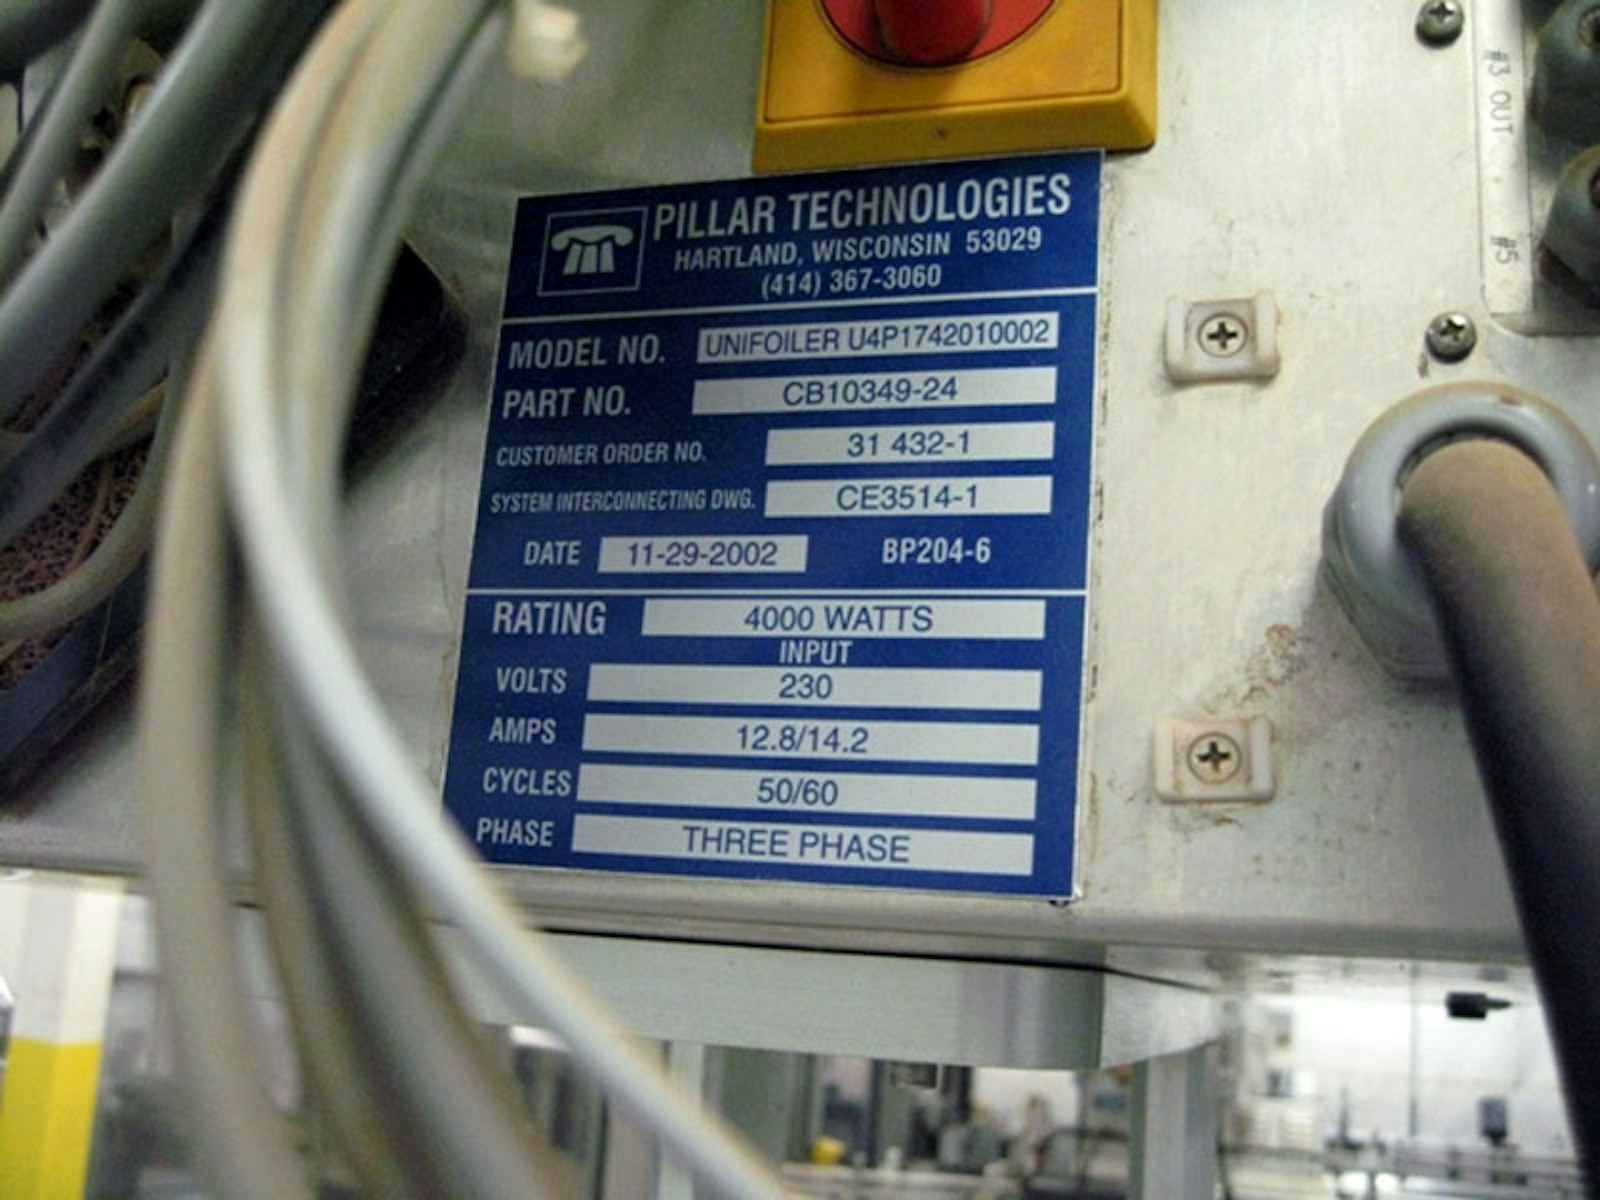 PILLAR TECHNOLOGIES
HARTLAND, WISCONSIN 53029
(414) 367-3060
MODEL NO. UNIFOILER U4P1742010002
PART NO. CB10349-24
CUSTOMER ORDER NO. 31 432-1
SYSTEM INTERCONNECTING DWG. CE3514-1
DATE 11-29-2002 BP204-6
RATING 4000 WATTS
INPUT
VOLTS 230
AMPS 12.8/14.2
CYCLES 50/60
PHASE THREE PHASE
#3 OUT
#5